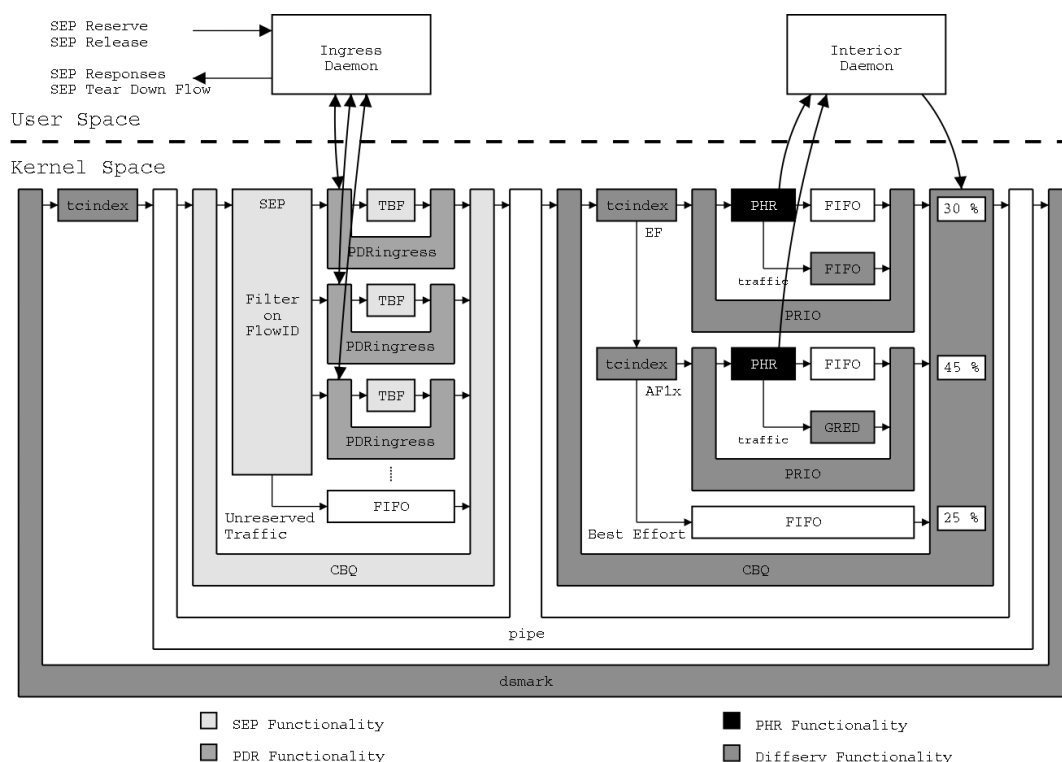 SEP Reserve
SEP Release
SEP Responses
SEP Tear Down Flow
Ingress
Daemon
Interior
Daemon
User Space
Kernel Space
tcindex
SEP
TBF
PDRingress
Filter
on
FlowID
TBF
PDRingress
TBF
PDRingress
FIFO
Unreserved
Traffic
CBQ
tcindex
EF
PHR
FIFO
30 %
traffic
FIFO
PRIO
tcindex
AF1x
PHR
FIFO
45 %
traffic
GRED
PRIO
Best Effort
FIFO
25 %
CBQ
pipe
dsmark
SEP Functionality
PDR Functionality
PHR Functionality
Diffserv Functionality